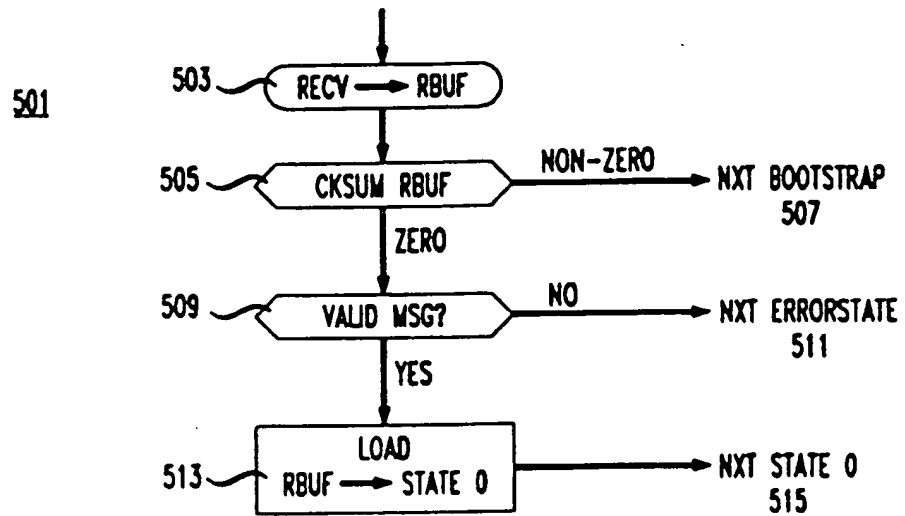 501
503
RECV → RBUF
505
CKSUM RBUF
NON-ZERO
NXT BOOTSTRAP
507
ZERO
509
VALID MSG?
NO
NXT ERRORSTATE
511
YES
513
LOAD
RBUF → STATE 0
NXT STATE 0
515